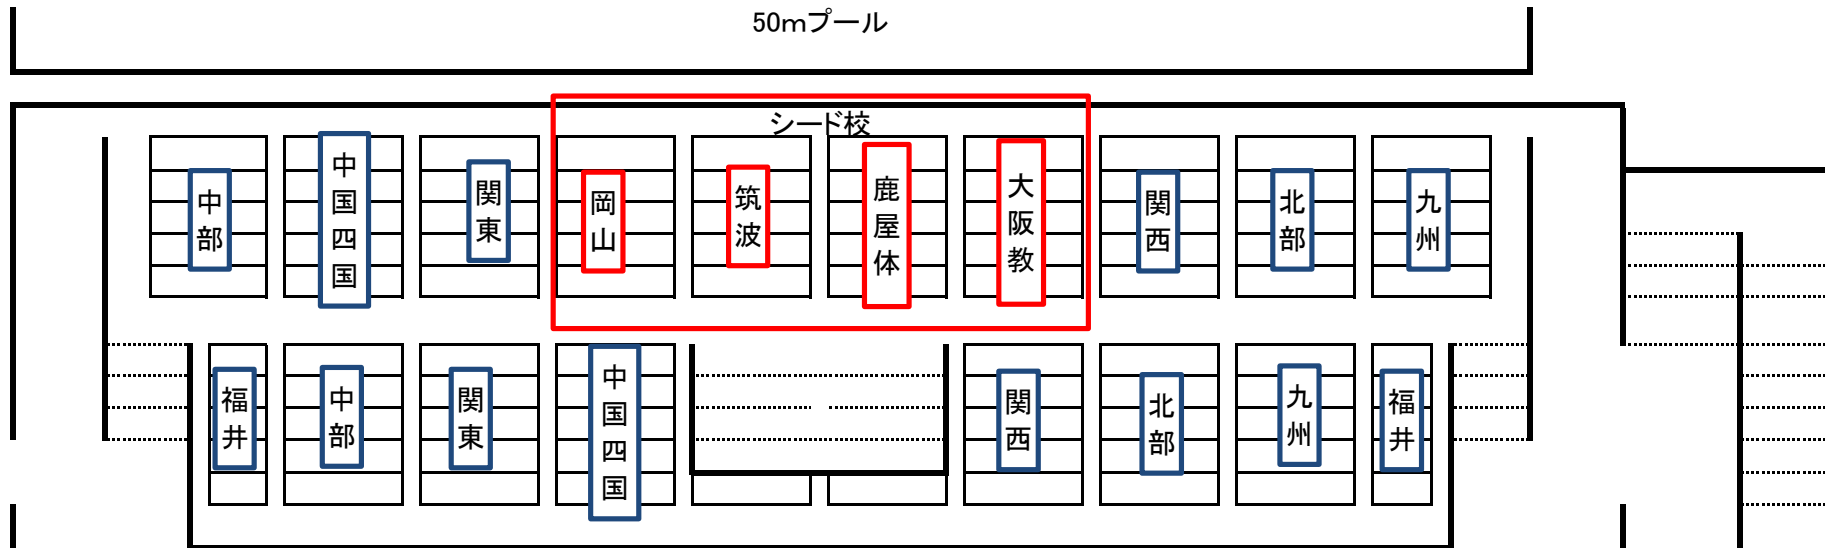 50mプール
シード校
中部
中国四国
関東
岡山
筑波
鹿屋体
大阪教
関西
北部
九州
福井
中部
関東
中国四国
関西
北部
九州
福井